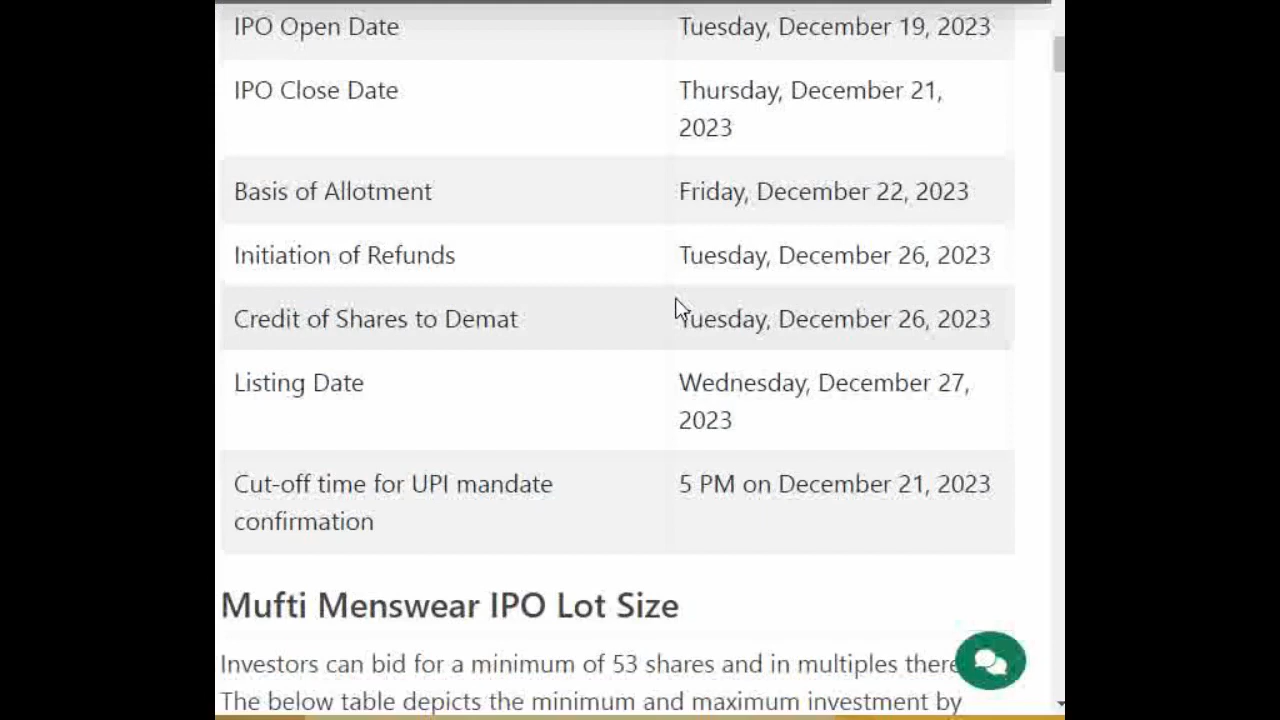 IPO Open Date Tuesday, December 19, 2023
IPO Close Date Thursday, December 21,
2023
Basis of Allotment Friday, December 22, 2023
Initiation of Refunds Tuesday, December 26, 2023
Credit of Shares to Demat Tuesday, December 26, 2023
Listing Date Wednesday, December 27,
2023
Cut-off time for UPI mandate 5 PM on December 21, 2023
confirmation
Mufti Menswear IPO Lot Size
Investors can bid for a minimum of 53 shares and in multiples
The below table depicts the minimum and maximum investment by